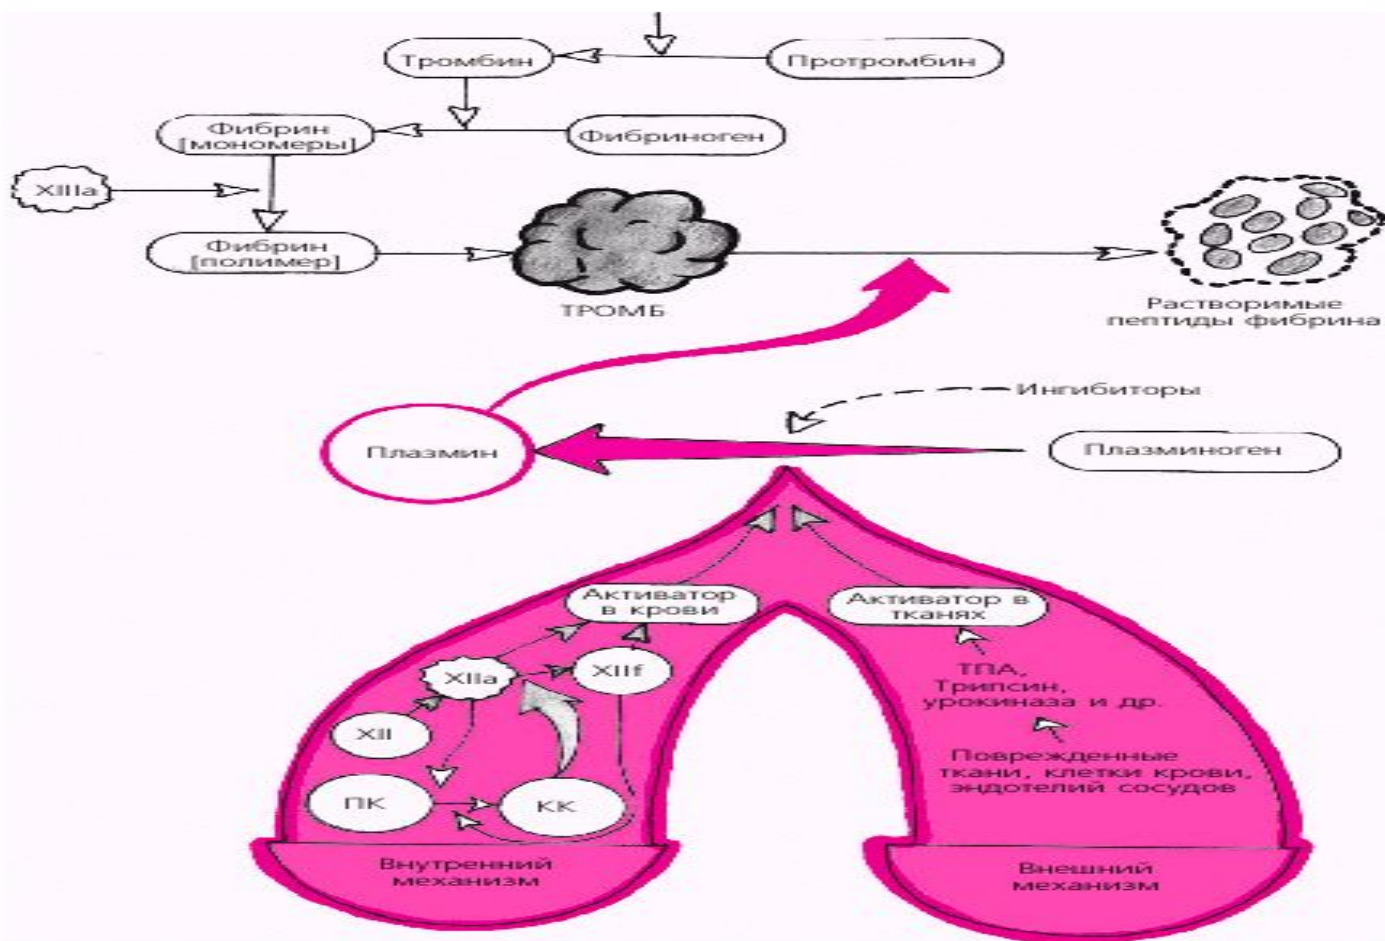 Тромбин
Протромбин
Фибрин
[мономеры]
Фибриноген
XIIIa
Фибрин
[полимер]
ТРОМБ
Растворимые
пептиды фибрина
Ингибиторы
Плазмин
Плазминоген
Активатор
в крови
Активатор в
тканях
XIIa
XIIf
ТПА,
Трипсин,
урокиназа и др.
XII
Поврежденные
ткани, клетки крови,
эндотелий сосудов
ПК
КК
Внутренний
механизм
Внешний
механизм